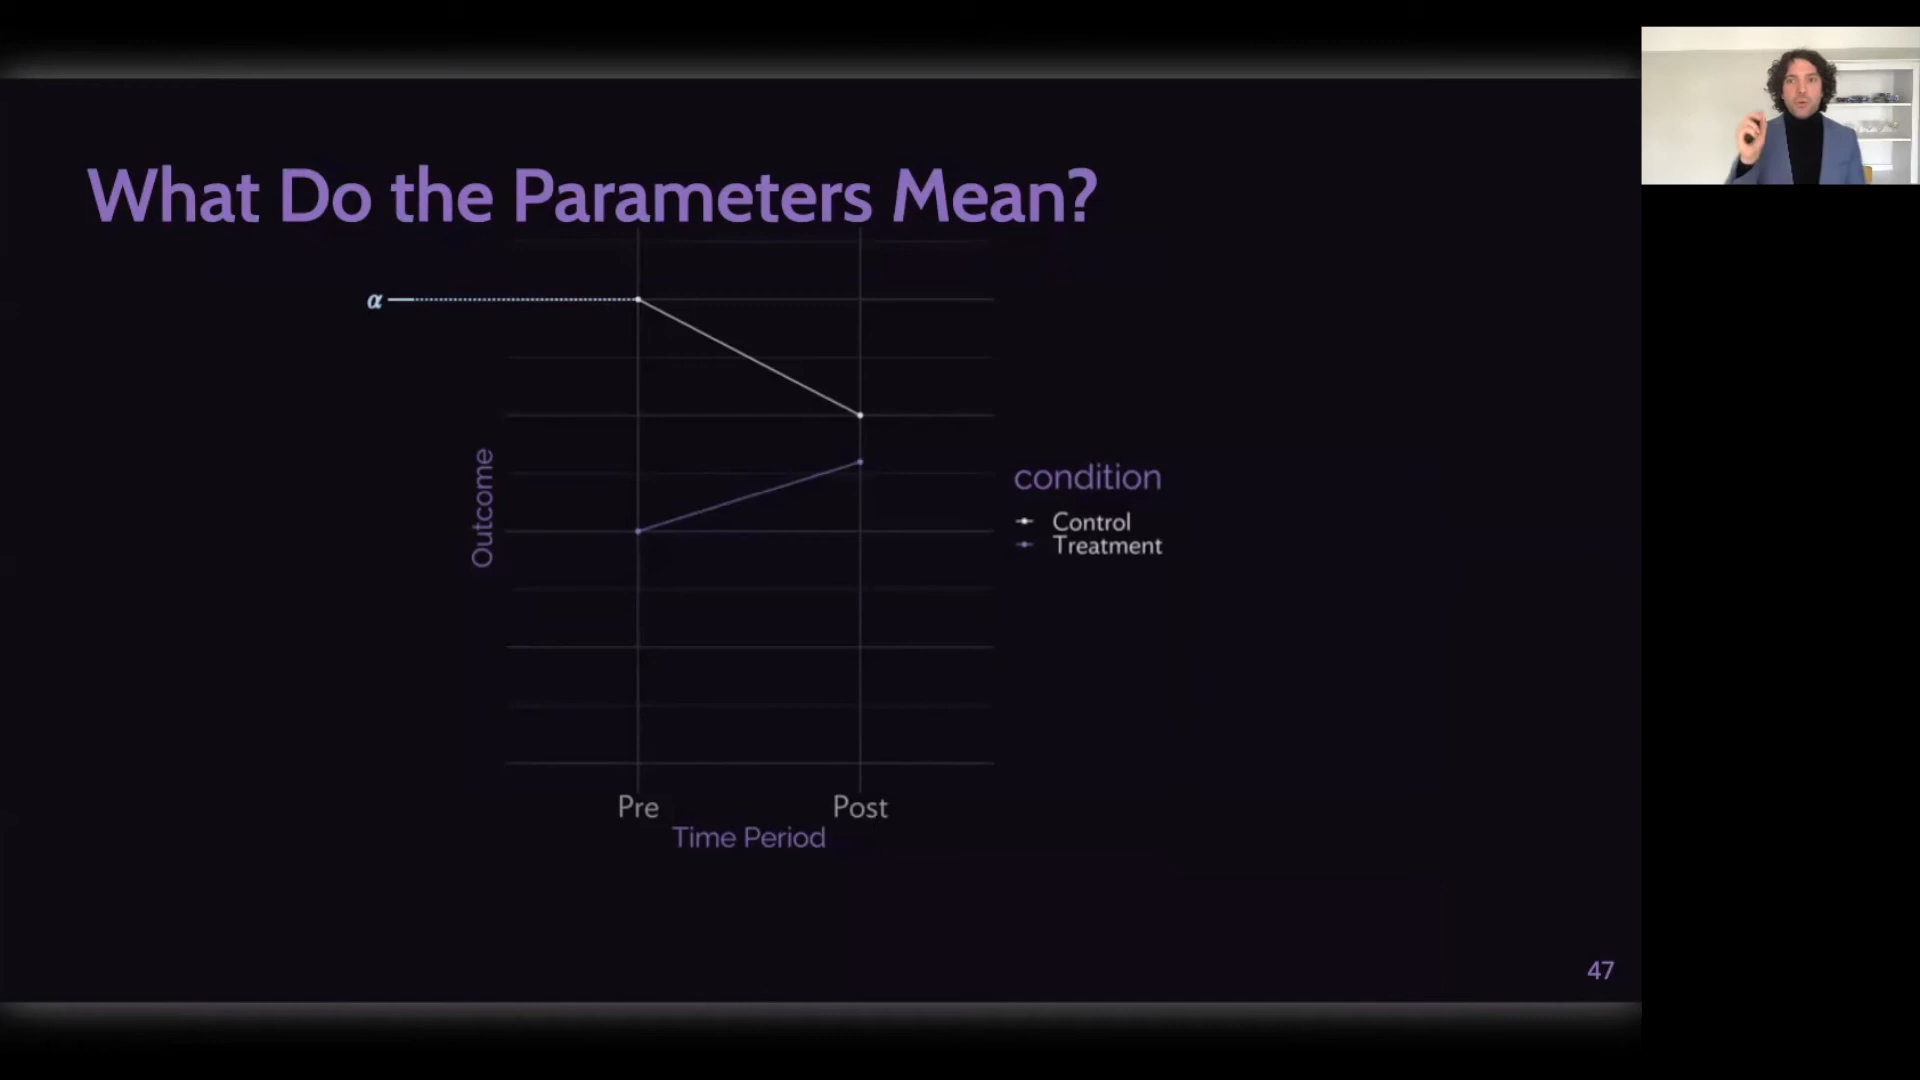 What Do the Parameters Mean?
α
Outcome
condition
Control
Treatment
Pre
Post
Time Period
47